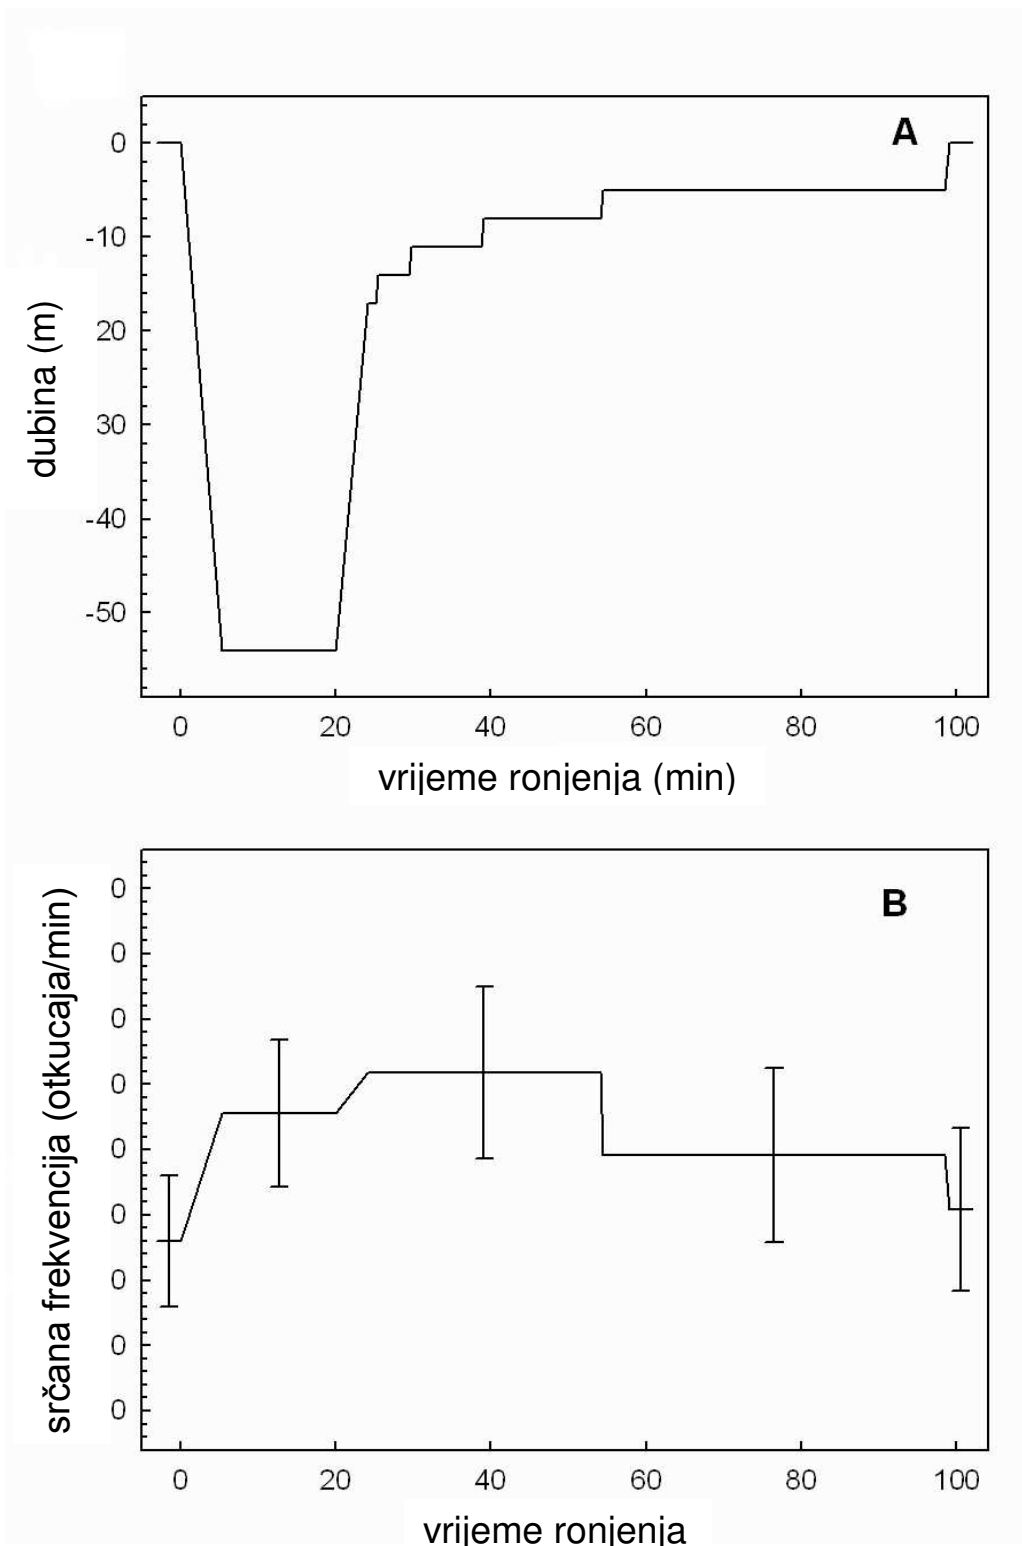 A
0
-10
20
30
-40
-50
dubina (m)
0 20 40 60 80 100
vrijeme ronjenja (min)
B
0
0
0
0
0
0
0
0
0
srčana frekvencija (otkucaja/min)
0 20 40 60 80 100
vrijeme ronjenja